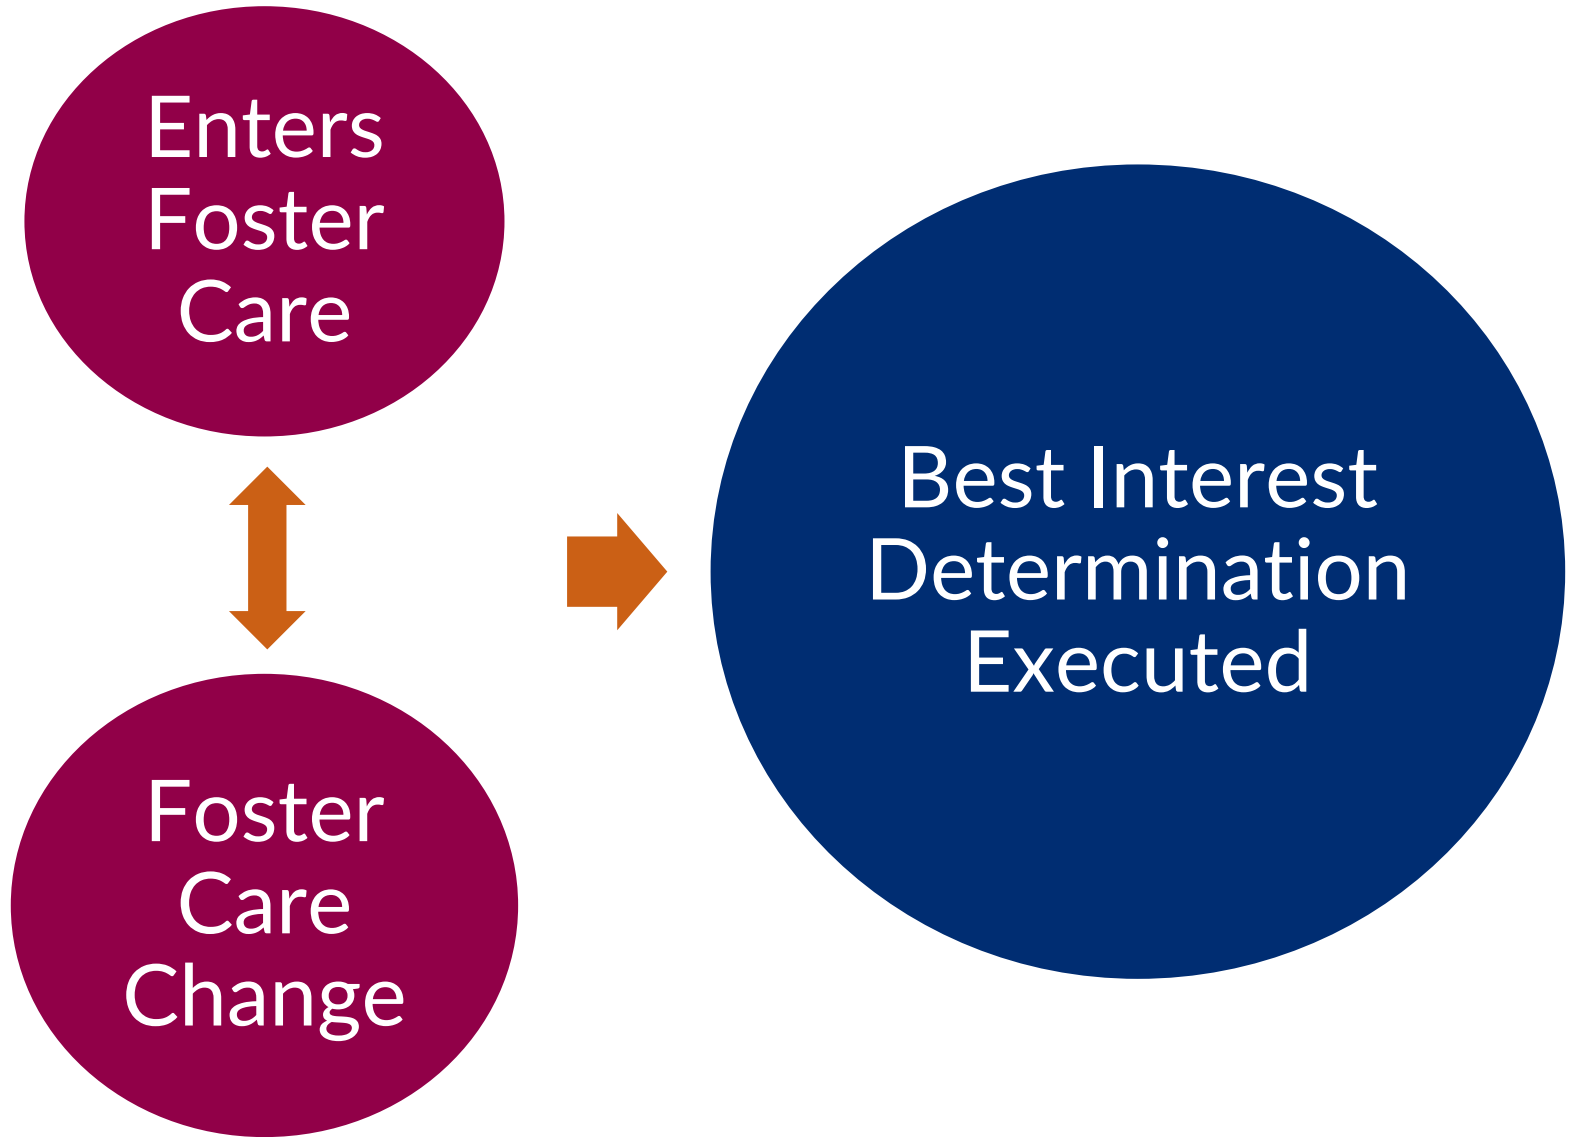 Enters
Foster
Care
Foster
Care
Change
Best Interest
Determination
Executed